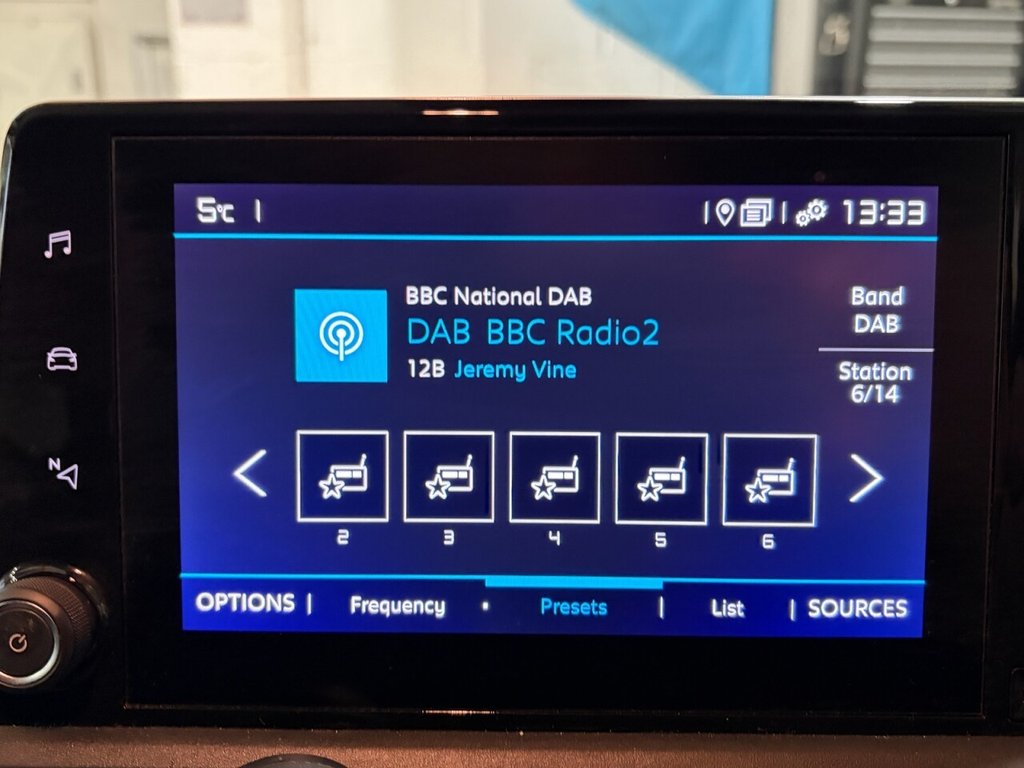 5°C
13:33
BBC National DAB
DAB BBC Radio2
12B Jeremy Vine
Band
DAB
Station
6/14
N
2 3 4 5 6
OPTIONS Frequency Presets List SOURCES